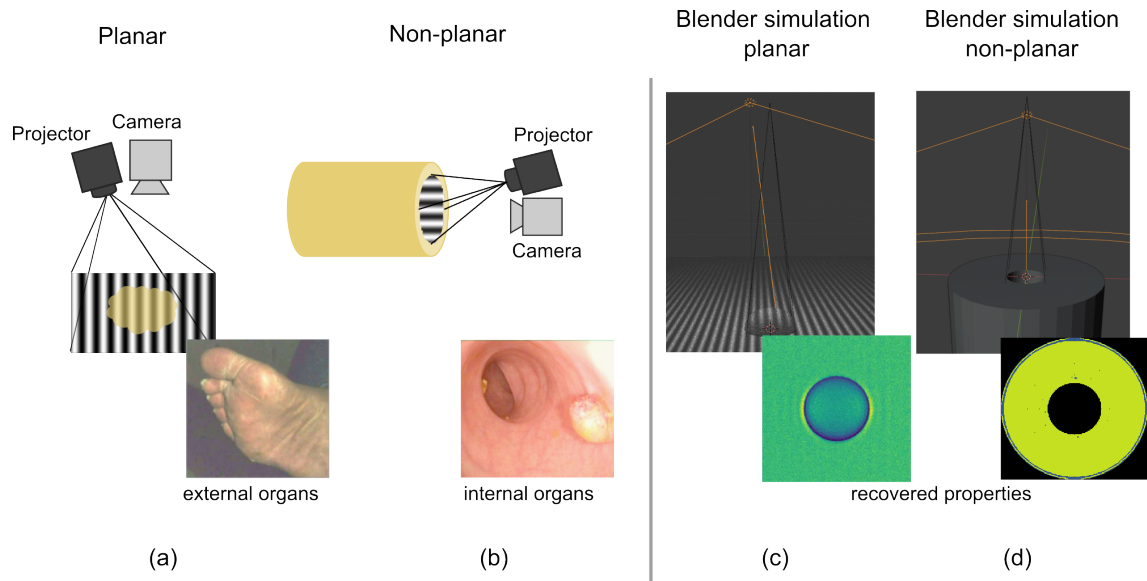 Planar
Non-planar
Blender simulation
planar
Blender simulation
non-planar
Projector
Camera
Projector
Camera
external organs
internal organs
recovered properties
(a)
(b)
(c)
(d)